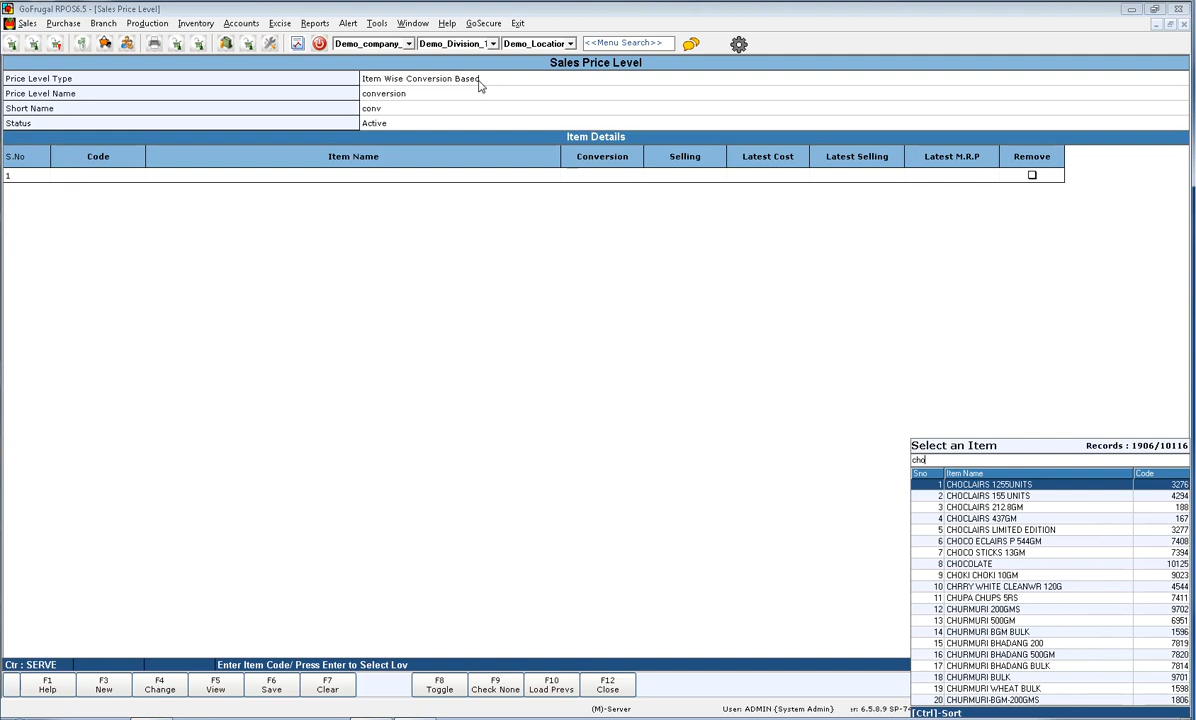 GoFrugal RPOS6.5 - [Sales Price Level]
Sales Purchase Branch Production Inventory Accounts Excise Reports Alert Tools Window Help GoSecure Exit
Demo_company_ Demo_Division_1 Demo_Location <<Menu Search>>
Sales Price Level
Price Level Type Item Wise Conversion Based
Price Level Name conversion
Short Name conv
Status Active
Item Details
S.No Code Item Name Conversion Selling Latest Cost Latest Selling Latest M.R.P Remove
1
Select an Item Records : 1906/10116
cho
Sno Item Name Code
1 CHOCLAIRS 1255UNITS 3276
2 CHOCLAIRS 155 UNITS 4294
3 CHOCLAIRS 212.8GM 188
4 CHOCLAIRS 437GM 167
5 CHOCLAIRS LIMITED EDITION 3277
6 CHOCO ECLAIRS P 544GM 7408
7 CHOCO STICKS 13GM 7394
8 CHOCOLATE 10125
9 CHOKI CHOKI 10GM 9023
10 CHRRY WHITE CLEANWR 120G 4544
11 CHUPA CHUPS 5RS 7411
12 CHURMURI 200GMS 9702
13 CHURMURI 500GM 6951
14 CHURMURI BGM BULK 1596
15 CHURMURI BHADANG 200 7819
16 CHURMURI BHADANG 500GM 7820
17 CHURMURI BHADANG BULK 7814
18 CHURMURI BULK 9701
19 CHURMURI WHEAT BULK 1598
20 CHURMURI-BGM-200GMS 1806
[Ctrl]-Sort
Ctr : SERVE Enter Item Code/ Press Enter to Select Lov
F1 F3 F4 F5 F6 F7 F8 F9 F10 F12
Help New Change View Save Clear Toggle Check None Load Prevs Close
(M)-Server User: ADMIN {System Admin} ır: 6.5.8.9 SP-74